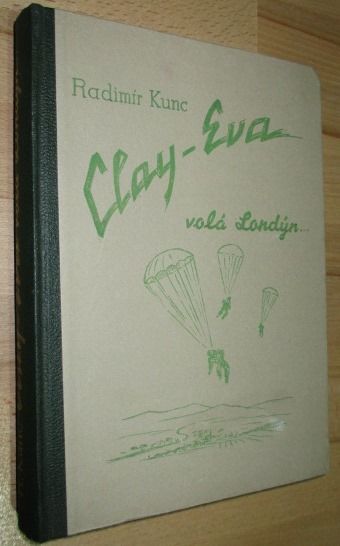 Radimír Kunc
Clay-Eva
volá Londýn...